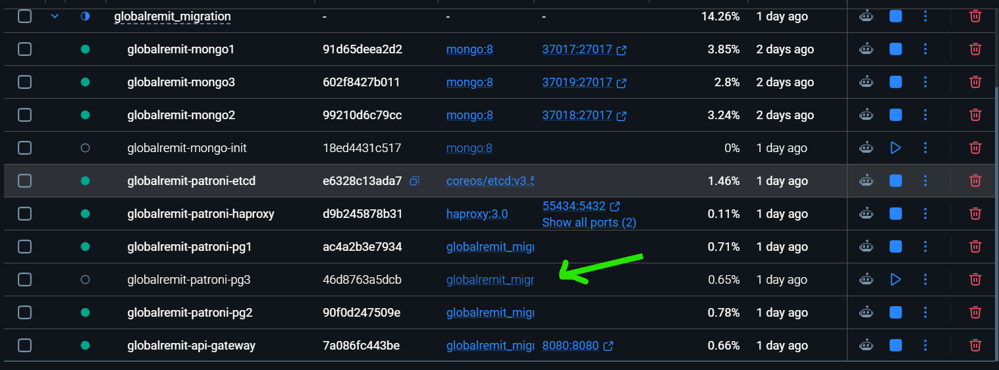 globalremit_migration - - - 14.26% 1 day ago
globalremit-mongo1 91d65deea2d2 mongo:8 37017:27017 3.85% 2 days ago
globalremit-mongo3 602f8427b011 mongo:8 37019:27017 2.8% 2 days ago
globalremit-mongo2 99210d6c79cc mongo:8 37018:27017 3.24% 2 days ago
globalremit-mongo-init 18ed4431c517 mongo:8 0% 1 day ago
globalremit-patroni-etcd e6328c13ada7 coreos/etcd:v3.5 1.46% 1 day ago
globalremit-patroni-haproxy d9b245878b31 haproxy:3.0 55434:5432 0.11% 1 day ago
Show all ports (2)
globalremit-patroni-pg1 ac4a2b3e7934 globalremit_migr 0.71% 1 day ago
globalremit-patroni-pg3 46d8763a5dcb globalremit_migr 0.65% 1 day ago
globalremit-patroni-pg2 90f0d247509e globalremit_migr 0.78% 1 day ago
globalremit-api-gateway 7a086fc443be globalremit_migr 8080:8080 0.66% 1 day ago